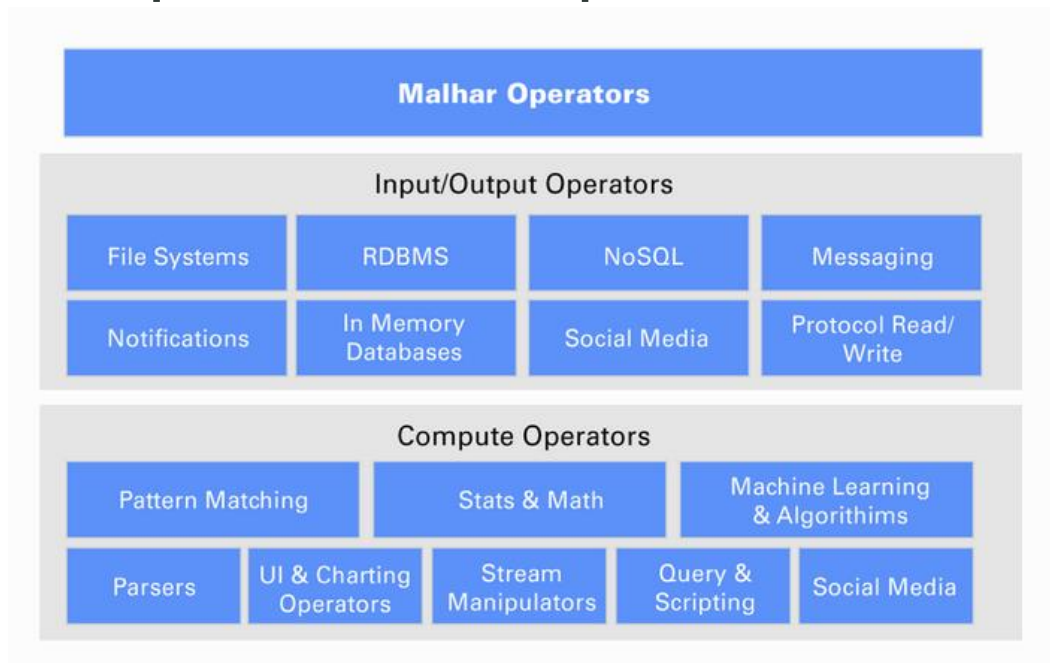 Malhar Operators
Input/Output Operators
File Systems
RDBMS
NoSQL
Messaging
Notifications
In Memory
Databases
Social Media
Protocol Read/
Write
Compute Operators
Pattern Matching
Stats & Math
Machine Learning
& Algorithims
Parsers
UI & Charting
Operators
Stream
Manipulators
Query &
Scripting
Social Media